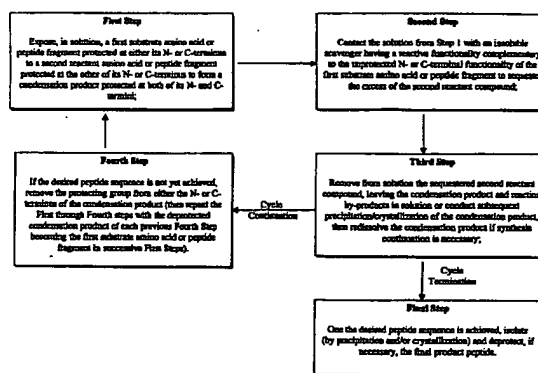 First Step
Expose, in solution, a first substrate amino acid or
peptide fragment protected at either its N- or C-terminus
to a second reactant amino acid or peptide fragment
protected at the other of its N- or C-terminus to form a
condensation product protected at both of its N- and C-
termini;
Second Step
Contact the solution from Step 1 with an insoluble
scavenger having a reactive functionality complementary
to the unprotected N- or C-terminal functionality of the
first substrate amino acid or peptide fragment to sequester
the excess of the second reactant compound;
Fourth Step
If the desired peptide sequence is not yet achieved,
remove the protecting group from either the N- or C-
terminus of the condensation product (then repeat the
First through Fourth steps with the deprotected
condensation product of each previous Fourth Step
becoming the first substrate amino acid or peptide
fragment in successive First Steps).
Cycle
Continuation
Third Step
Remove from solution the sequestered second reactant
compound, leaving the condensation product and reaction
by-products in solution or conduct subsequent
precipitation/crystallization of the condensation product,
then redissolve the condensation product if synthesis
continuation is necessary;
Cycle
Termination
Final Step
One the desired peptide sequence is achieved, isolate
(by precipitation and/or crystallization) and deprotect, if
necessary, the final product peptide.